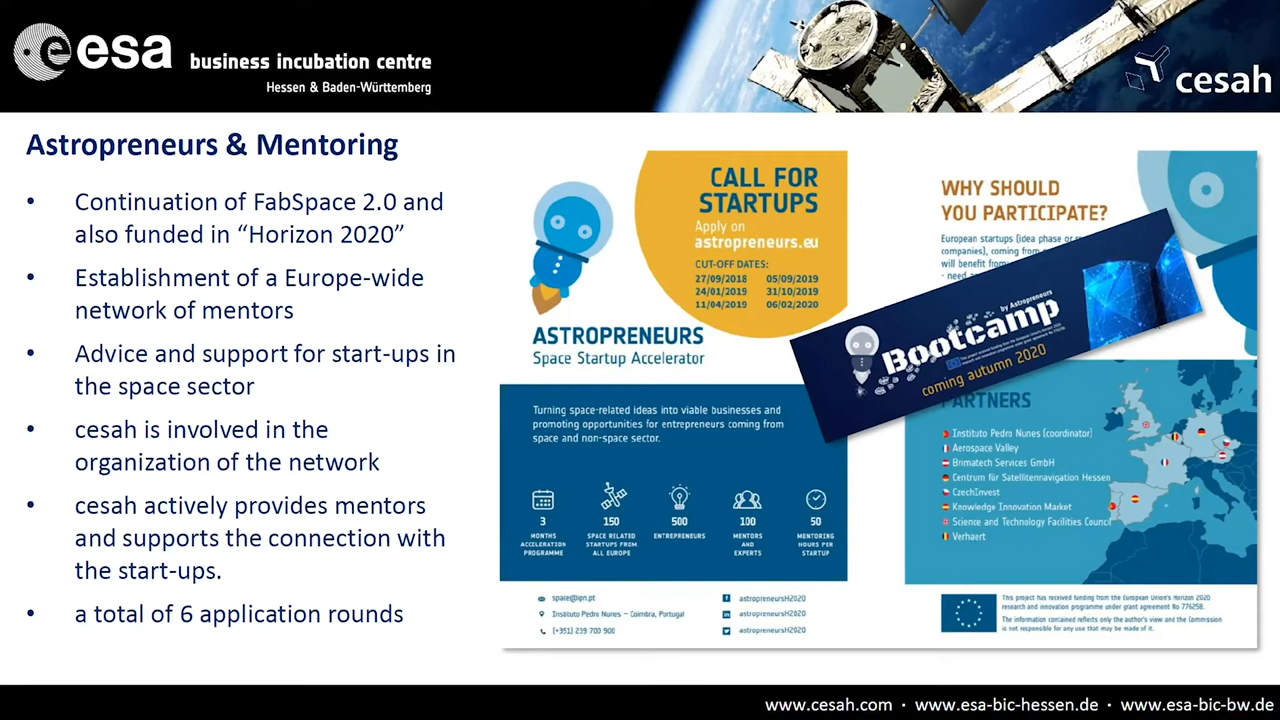 esa
business incubation centre
Hessen & Baden-Württemberg
cesah
Astropreneurs & Mentoring
• Continuation of FabSpace 2.0 and
also funded in “Horizon 2020”
• Establishment of a Europe-wide
network of mentors
• Advice and support for start-ups in
the space sector
• cesah is involved in the
organization of the network
• cesah actively provides mentors
and supports the connection with
the start-ups.
• a total of 6 application rounds
CALL FOR
STARTUPS
Apply on
astropreneurs.eu
CUT-OFF DATES:
27/09/2018 05/09/2019
24/01/2019 31/10/2019
11/04/2019 06/02/2020
ASTROPRENEURS
Space Startup Accelerator
Turning space-related ideas into viable businesses and
promoting opportunities for entrepreneurs coming from
space and non-space sector.
3
MONTHS
ACCELERATION
PROGRAMME
150
SPACE RELATED
STARTUPS FROM
ALL EUROPE
500
ENTREPRENEURS
100
MENTORS
AND
EXPERTS
50
MENTORING
HOURS PER
STARTUP
space@ipn.pt
Instituto Pedro Nunes – Coimbra, Portugal
(+351) 239 700 900
astropreneursH2020
astropreneursH2020
astropreneursH2020
WHY SHOULD
YOU PARTICIPATE?
European startups (idea phase or
companies), coming from
will benefit from
- need
by Astropreneurs
Bootcamp
coming autumn 2020
PARTNERS
Instituto Pedro Nunes (coordinator)
Aerospace Valley
Brimatech Services GmbH
Centrum für Satellitennavigation Hessen
CzechInvest
Knowledge Innovation Market
Science and Technology Facilities Council
Verhaert
This project has received funding from the European Union's Horizon 2020
research and innovation programme under grant agreement No 776258.
The information contained reflects only the author's view and the Commission
is not responsible for any use that may be made of it.
www.cesah.com · www.esa-bic-hessen.de · www.esa-bic-bw.de